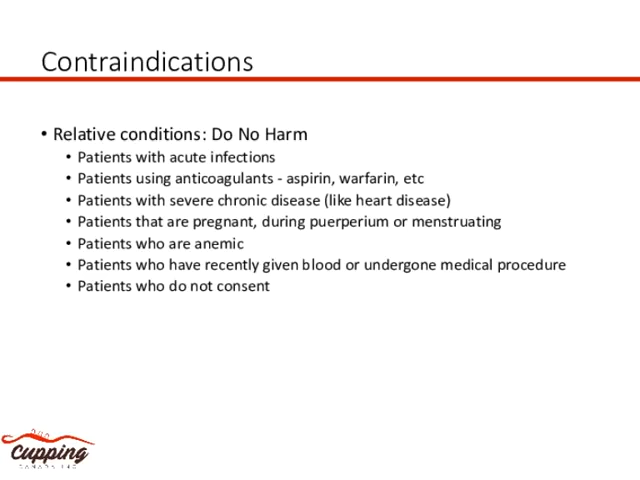 Contraindications
• Relative conditions: Do No Harm
• Patients with acute infections
• Patients using anticoagulants - aspirin, warfarin, etc
• Patients with severe chronic disease (like heart disease)
• Patients that are pregnant, during puerperium or menstruating
• Patients who are anemic
• Patients who have recently given blood or undergone medical procedure
• Patients who do not consent
Cupping
CANADA INC